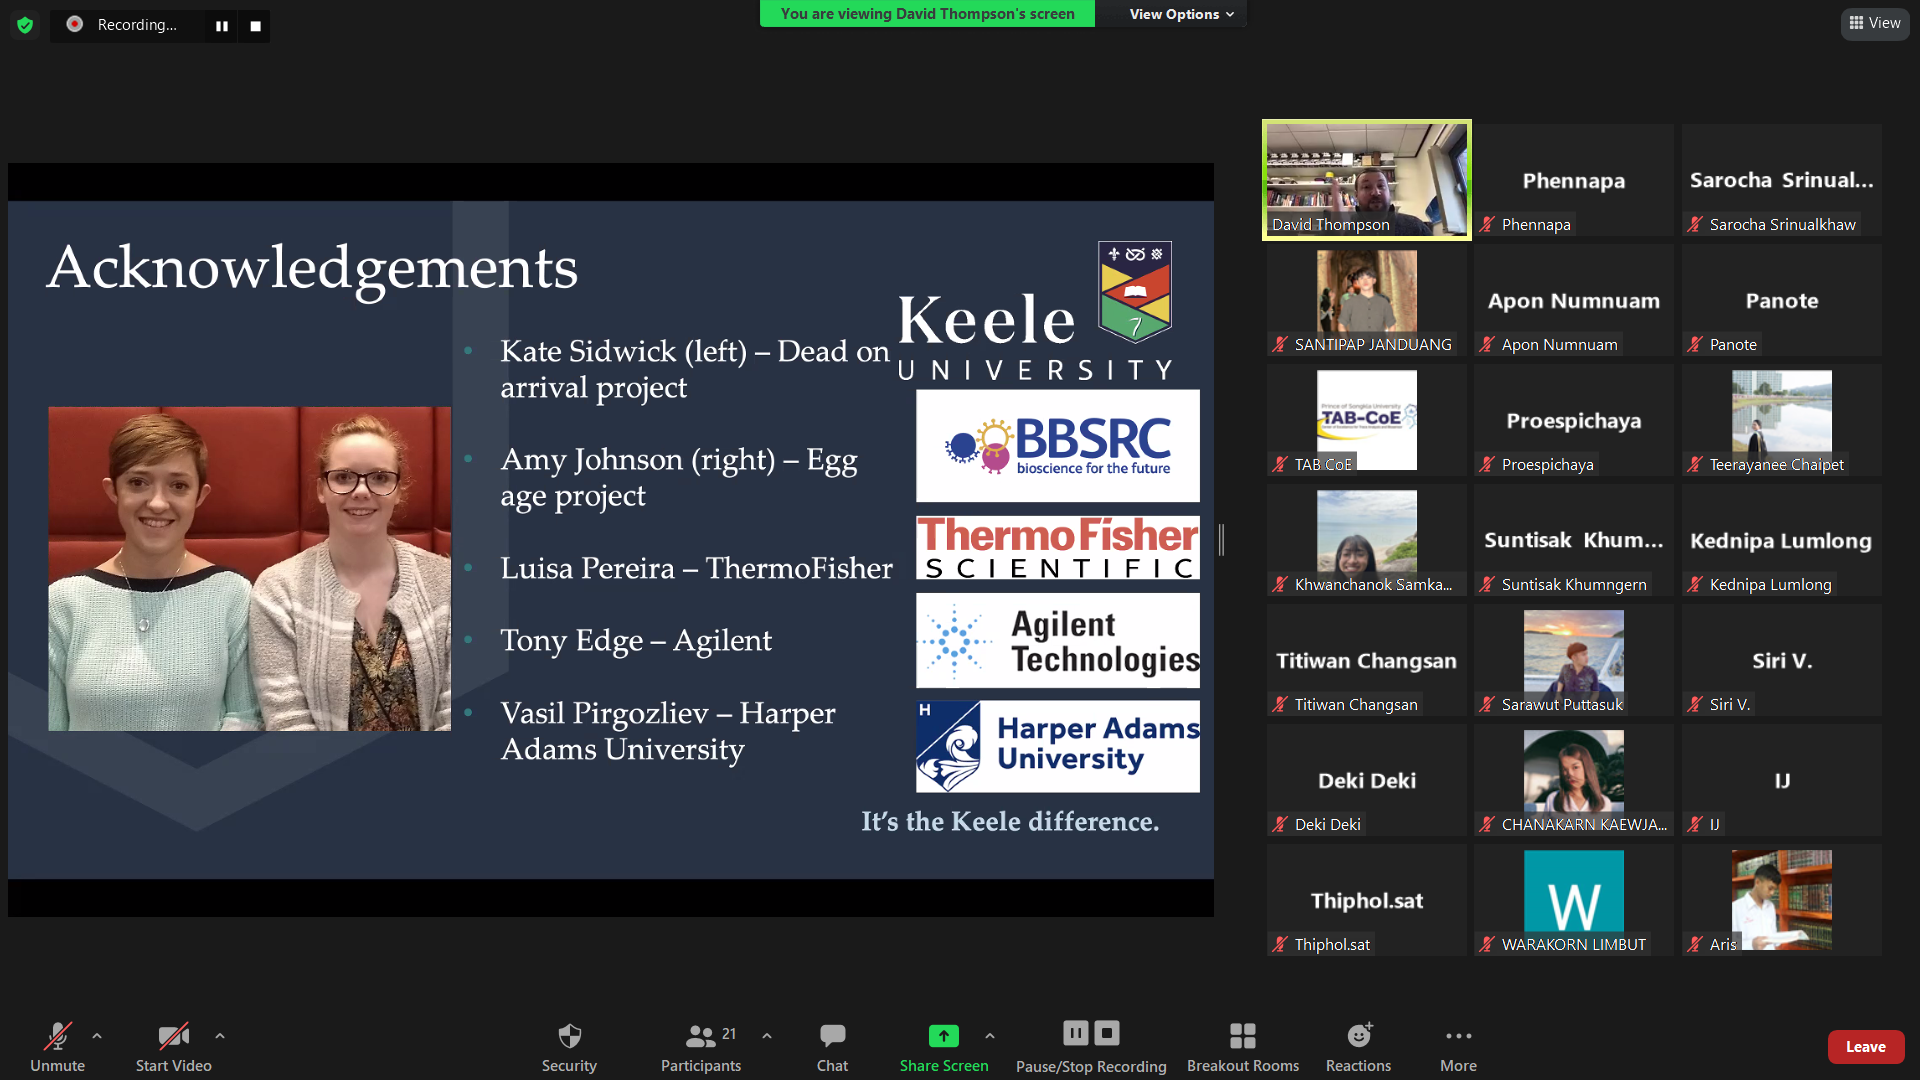 Recording...
You are viewing David Thompson's screen
View Options
View
Acknowledgements
Kate Sidwick (left) – Dead on
arrival project
Amy Johnson (right) – Egg
age project
Luisa Pereira – ThermoFisher
Tony Edge – Agilent
Vasil Pirgozliev – Harper
Adams University
Keele
UNIVERSITY
BBSRC
bioscience for the future
ThermoFisher
SCIENTIFIC
Agilent
Technologies
H
Harper Adams
University
It's the Keele difference.
David Thompson
Phennapa
Phennapa
Sarocha Srinual...
Sarocha Srinualkhaw
SANTIPAP JANDUANG
Apon Numnuam
Apon Numnuam
Panote
Panote
Prince of Songkla University
TAB-CoE
TAB CoE
Proespichaya
Proespichaya
Teerayanee Chaipet
Khwanchanok Samka...
Suntisak Khum...
Suntisak Khumngern
Kednipa Lumlong
Kednipa Lumlong
Titiwan Changsan
Titiwan Changsan
Sarawut Puttasuk
Siri V.
Siri V.
Deki Deki
Deki Deki
CHANAKARN KAEWJA...
IJ
IJ
Thiphol.sat
Thiphol.sat
W
WARAKORN LIMBUT
Aris
Unmute
Start Video
Security
Participants
21
Chat
Share Screen
Pause/Stop Recording
Breakout Rooms
Reactions
More
Leave